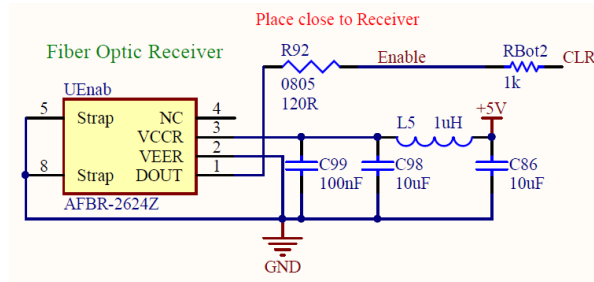 Place close to Receiver
Fiber Optic Receiver
R92
Enable
RBot2
CLR
0805
120R
1k
UEnab
5
Strap
NC
4
VCCR
3
VEER
2
8
Strap
DOUT
1
AFBR-2624Z
+5V
L5
1uH
C99
100nF
C98
10uF
C86
10uF
GND